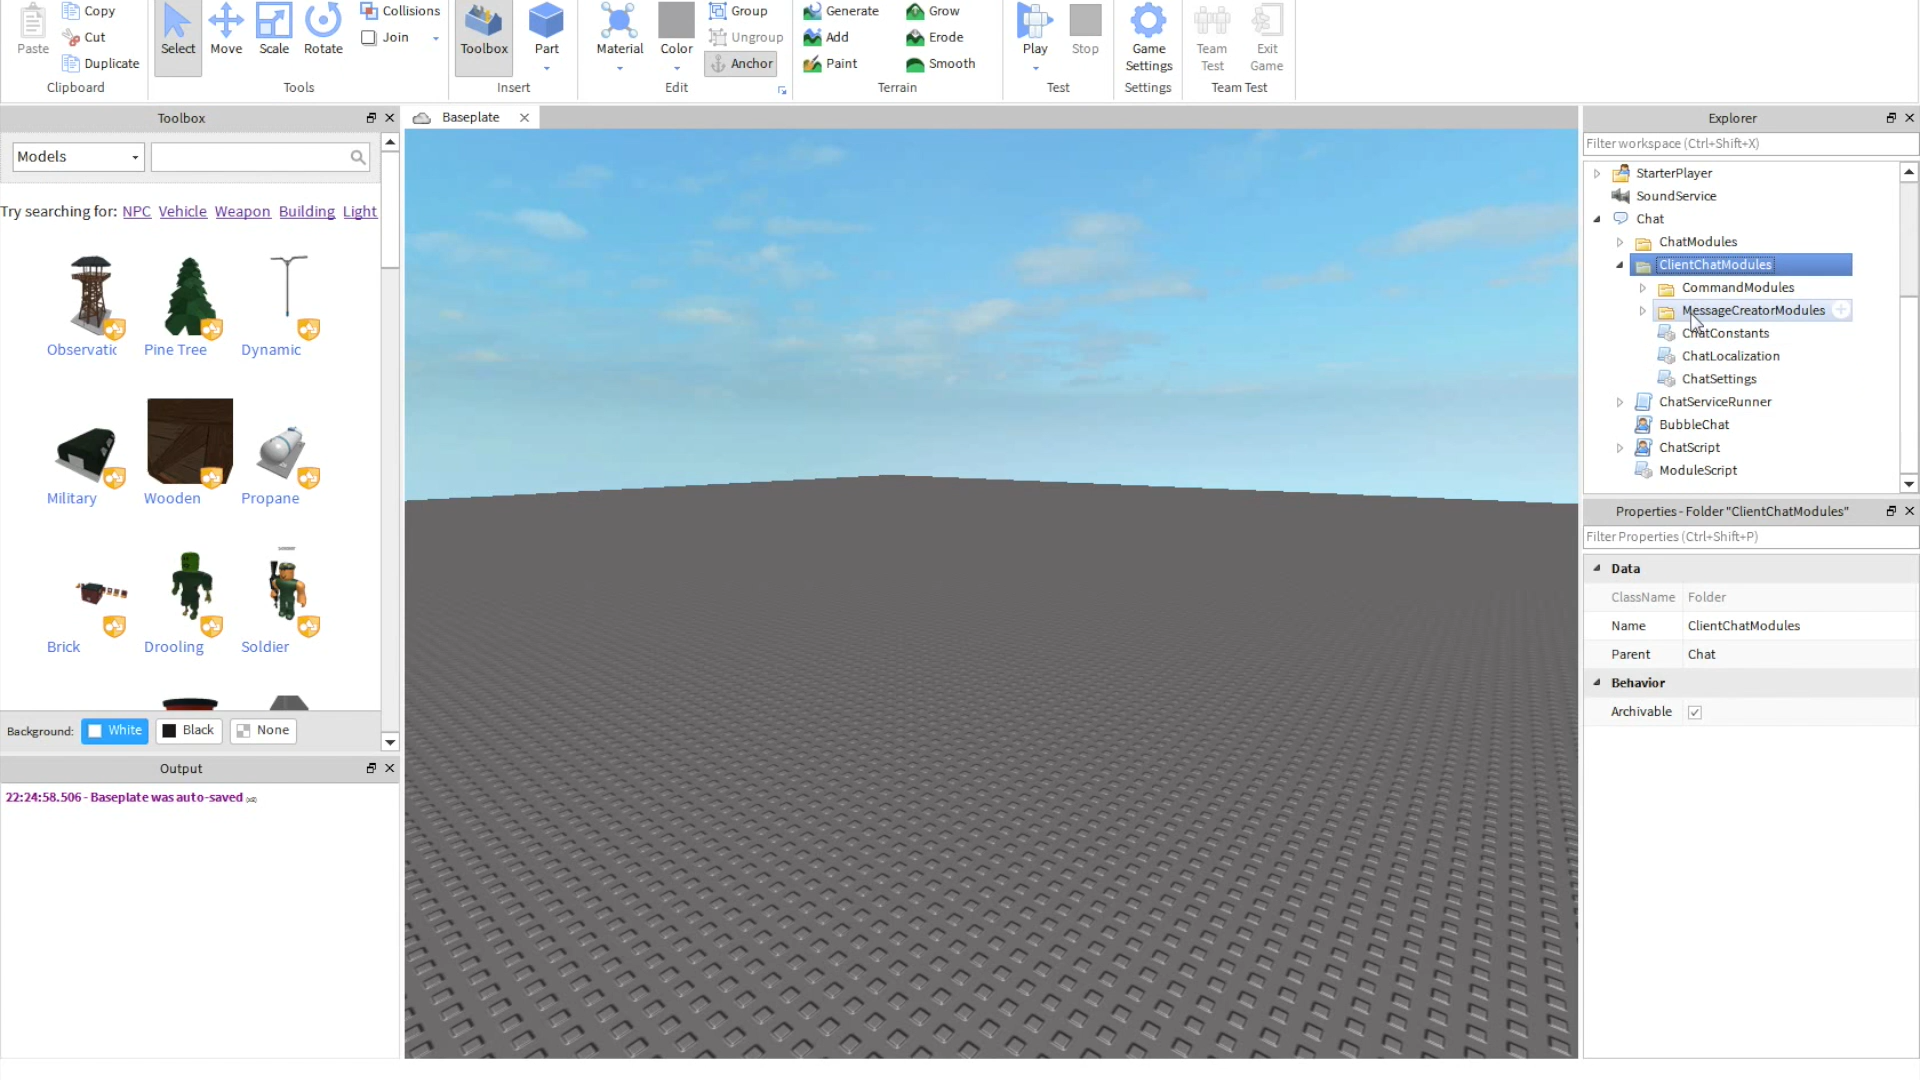 Paste
Copy
Cut
Duplicate
Clipboard
Select
Move
Scale
Rotate
Collisions
Join
Tools
Toolbox
Part
Insert
Material
Color
Group
Ungroup
Anchor
Edit
Generate
Add
Paint
Grow
Erode
Smooth
Terrain
Play
Stop
Test
Game
Settings
Settings
Team
Test
Exit
Game
Team Test
Toolbox
Models
Try searching for: NPC Vehicle Weapon Building Light
Observatic
Pine Tree
Dynamic
Military
Wooden
Propane
Brick
Drooling
Soldier
Background: White Black None
Output
22:24:58.506 - Baseplate was auto-saved
Baseplate
Explorer
Filter workspace (Ctrl+Shift+X)
StarterPlayer
SoundService
Chat
ChatModules
ClientChatModules
CommandModules
MessageCreatorModules
ChatConstants
ChatLocalization
ChatSettings
ChatServiceRunner
BubbleChat
ChatScript
ModuleScript
Properties - Folder "ClientChatModules"
Filter Properties (Ctrl+Shift+P)
Data
ClassName Folder
Name ClientChatModules
Parent Chat
Behavior
Archivable